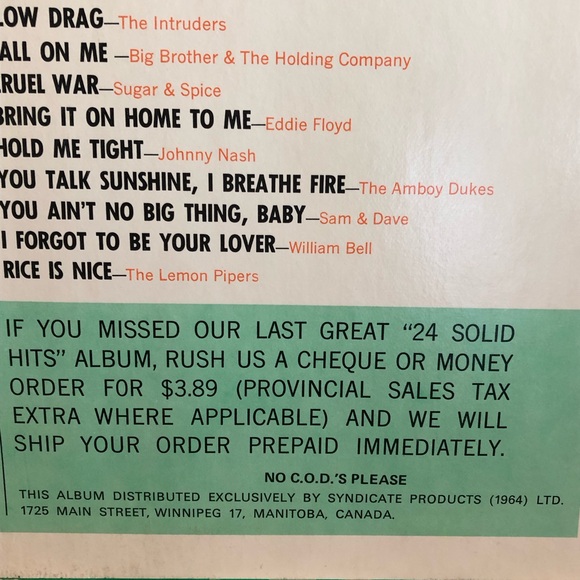 LOW DRAG—The Intruders
ALL ON ME —Big Brother & The Holding Company
RUEL WAR—Sugar & Spice
BRING IT ON HOME TO ME—Eddie Floyd
HOLD ME TIGHT—Johnny Nash
YOU TALK SUNSHINE, I BREATHE FIRE—The Amboy Dukes
YOU AIN'T NO BIG THING, BABY—Sam & Dave
I FORGOT TO BE YOUR LOVER—William Bell
RICE IS NICE—The Lemon Pipers
IF YOU MISSED OUR LAST GREAT "24 SOLID
HITS" ALBUM, RUSH US A CHEQUE OR MONEY
ORDER FOR $3.89 (PROVINCIAL SALES TAX
EXTRA WHERE APPLICABLE) AND WE WILL
SHIP YOUR ORDER PREPAID IMMEDIATELY.
NO C.O.D.'S PLEASE
THIS ALBUM DISTRIBUTED EXCLUSIVELY BY SYNDICATE PRODUCTS (1964) LTD.
1725 MAIN STREET, WINNIPEG 17, MANITOBA, CANADA.